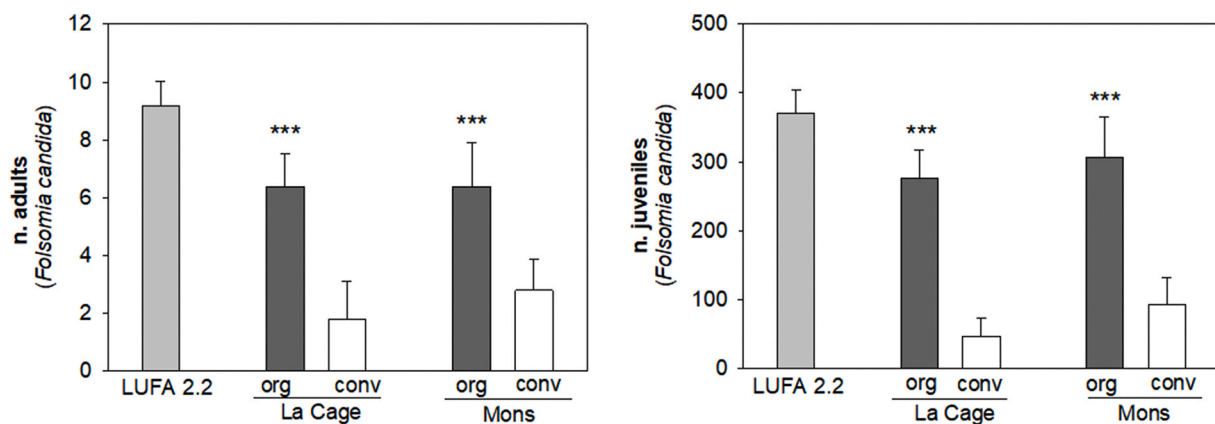 n. adults
(Folsomia candida)
12
10
8
6
4
2
0
***
***
LUFA 2.2
org
conv
org
conv
La Cage
Mons
n. juveniles
(Folsomia candida)
500
400
300
200
100
0
***
***
LUFA 2.2
org
conv
org
conv
La Cage
Mons